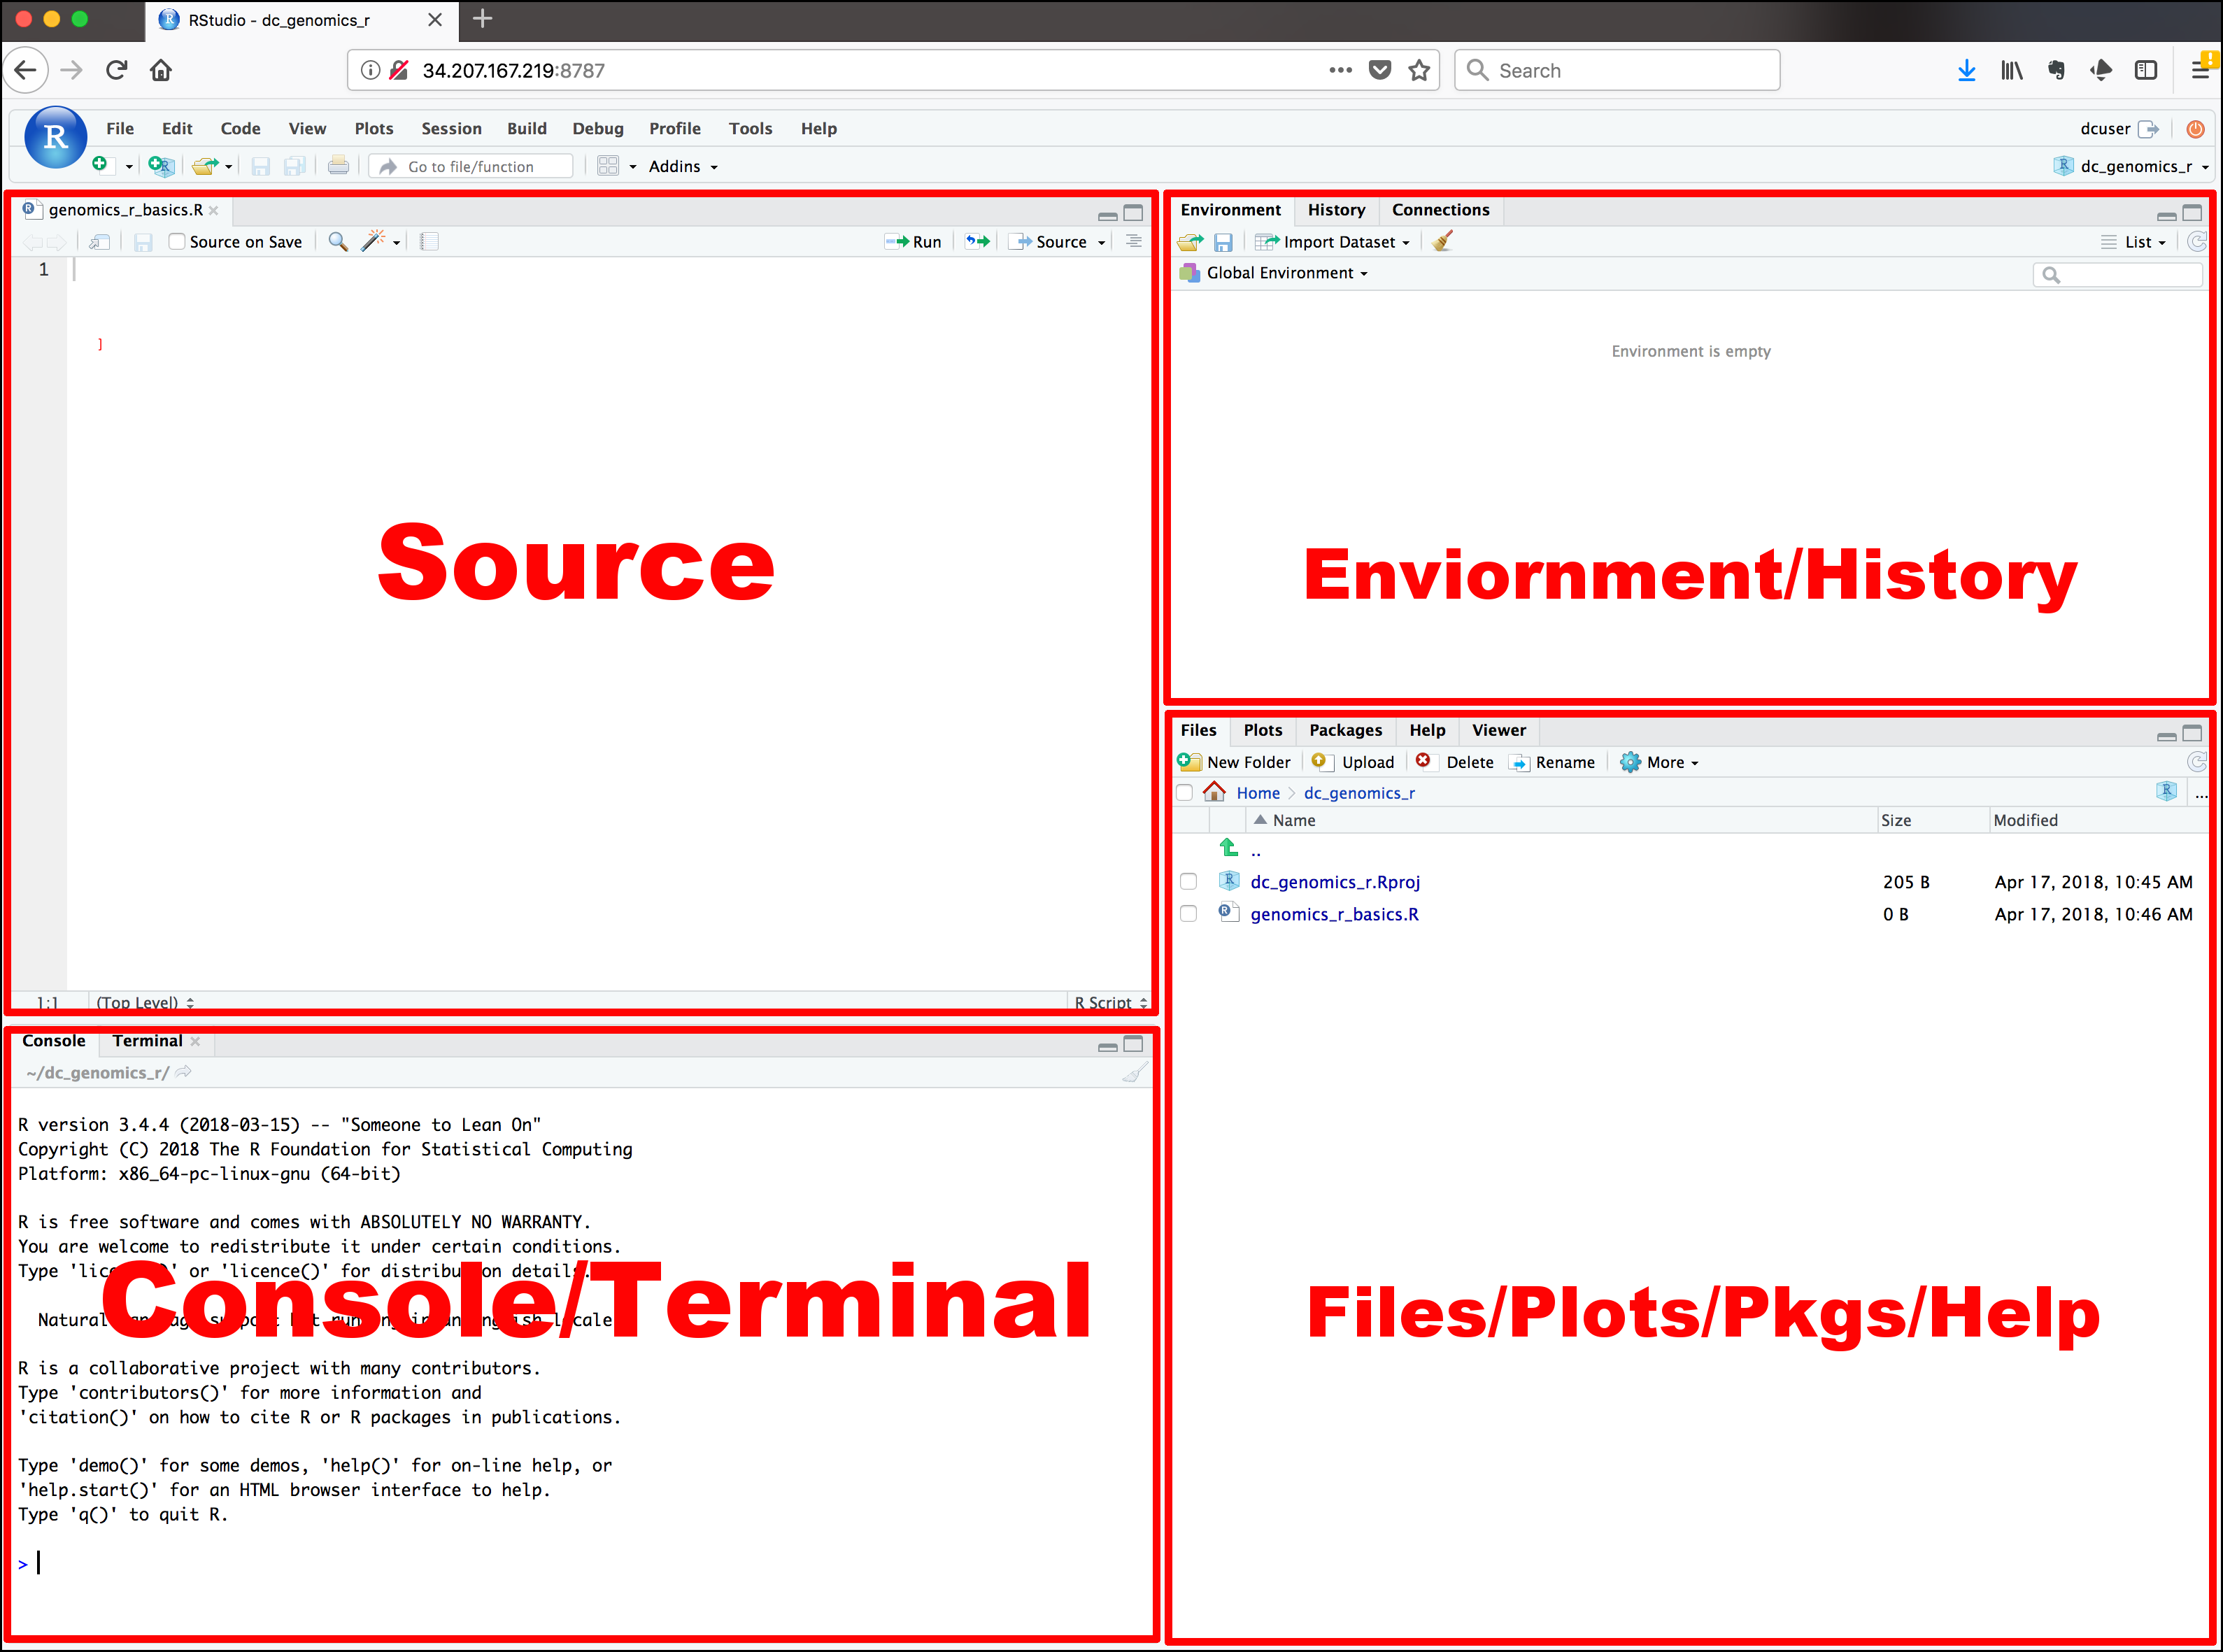 RStudio - dc_genomics_r
34.207.167.219:8787
Search
File Edit Code View Plots Session Build Debug Profile Tools Help
dcuser
Go to file/function
Addins
dc_genomics_r
genomics_r_basics.R
Source on Save
Run
Source
1
]
Source
1:1 (Top Level)
R Script
Environment History Connections
Import Dataset
List
Global Environment
Environment is empty
Enviornment/History
Console Terminal
~/dc_genomics_r/
R version 3.4.4 (2018-03-15) -- "Someone to Lean On"
Copyright (C) 2018 The R Foundation for Statistical Computing
Platform: x86_64-pc-linux-gnu (64-bit)
R is free software and comes with ABSOLUTELY NO WARRANTY.
You are welcome to redistribute it under certain conditions.
Type or 'licence()' for details.
Console/Terminal
Natural
R is a collaborative project with many contributors.
Type 'contributors()' for more information and
'citation()' on how to cite R or R packages in publications.
Type 'demo()' for some demos, 'help()' for on-line help, or
'help.start()' for an HTML browser interface to help.
Type 'q()' to quit R.
>
Files Plots Packages Help Viewer
New Folder Upload Delete Rename More
Home dc_genomics_r ...
Name Size Modified
..
dc_genomics_r.Rproj 205 B Apr 17, 2018, 10:45 AM
genomics_r_basics.R 0 B Apr 17, 2018, 10:46 AM
Files/Plots/Pkgs/Help